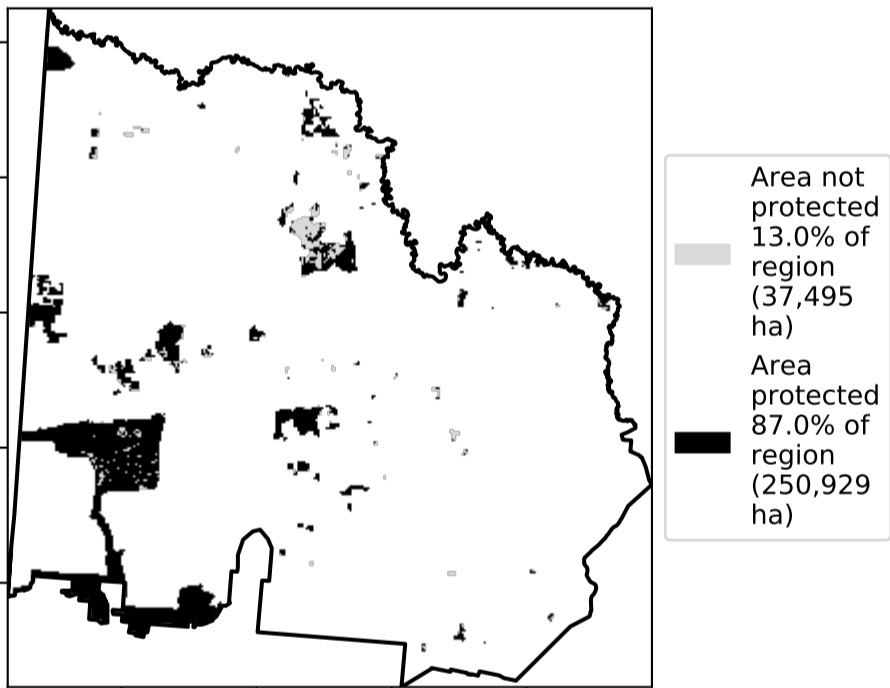 Area not
protected
13.0% of
region
(37,495
ha)
Area
protected
87.0% of
region
(250,929
ha)